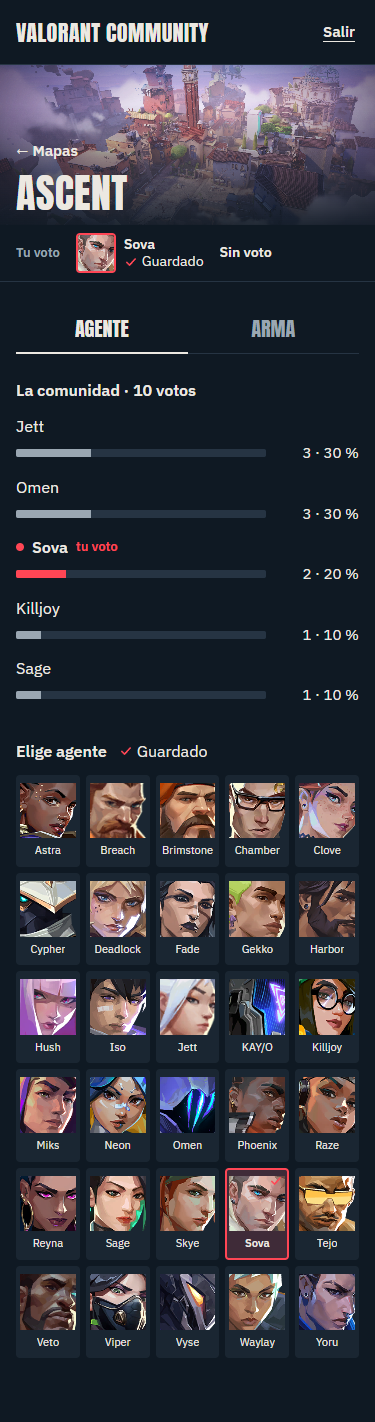 VALORANT COMMUNITY
Salir
← Mapas
ASCENT
Tu voto
Sova
✓ Guardado
Sin voto
AGENTE
ARMA
La comunidad · 10 votos
Jett
3 · 30 %
Omen
3 · 30 %
Sova tu voto
2 · 20 %
Killjoy
1 · 10 %
Sage
1 · 10 %
Elige agente ✓ Guardado
Astra Breach Brimstone Chamber Clove
Cypher Deadlock Fade Gekko Harbor
Hush Iso Jett KAY/O Killjoy
Miks Neon Omen Phoenix Raze
Reyna Sage Skye Sova Tejo
Veto Viper Vyse Waylay Yoru